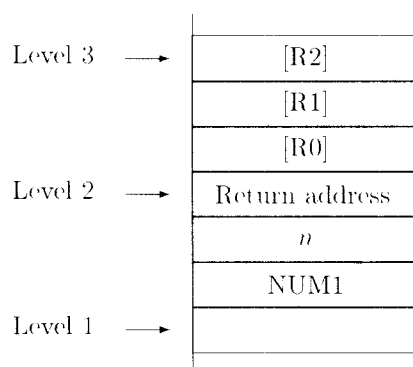 Level 3 [R2]
[R1]
[R0]
Level 2 Return address
n
NUM1
Level 1